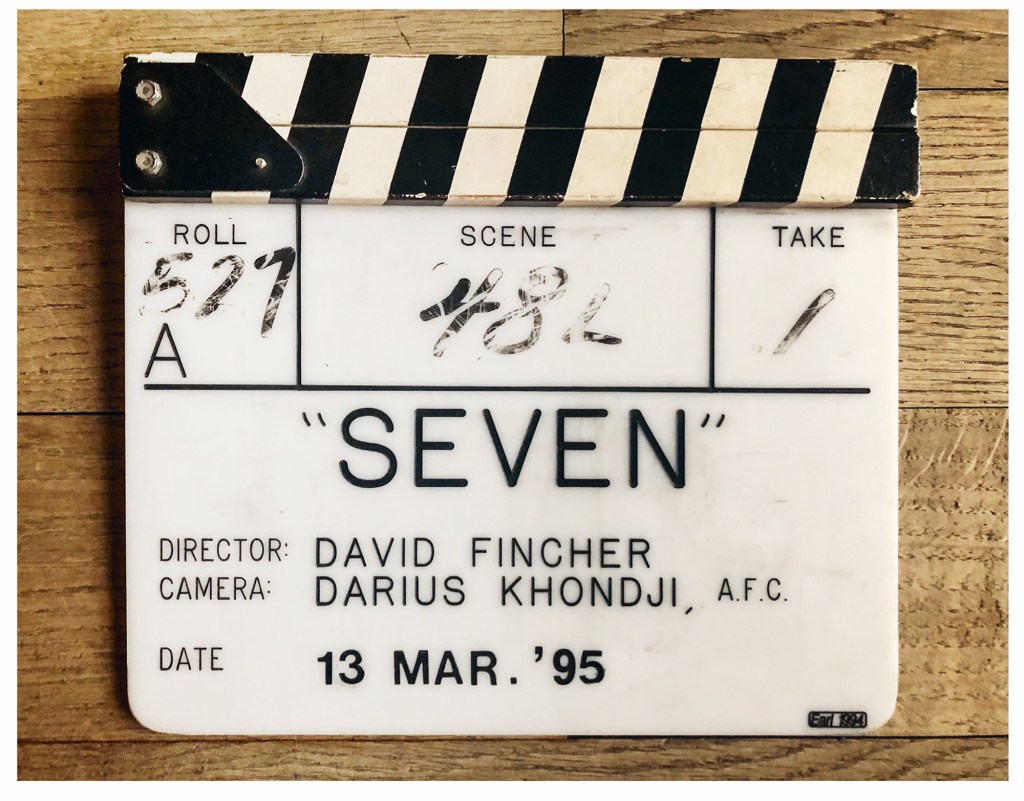 ROLL SCENE TAKE
527 48L 1
A
"SEVEN"
DIRECTOR: DAVID FINCHER
CAMERA: DARIUS KHONDJI, A.F.C.
DATE 13 MAR. '95
Earl 1994